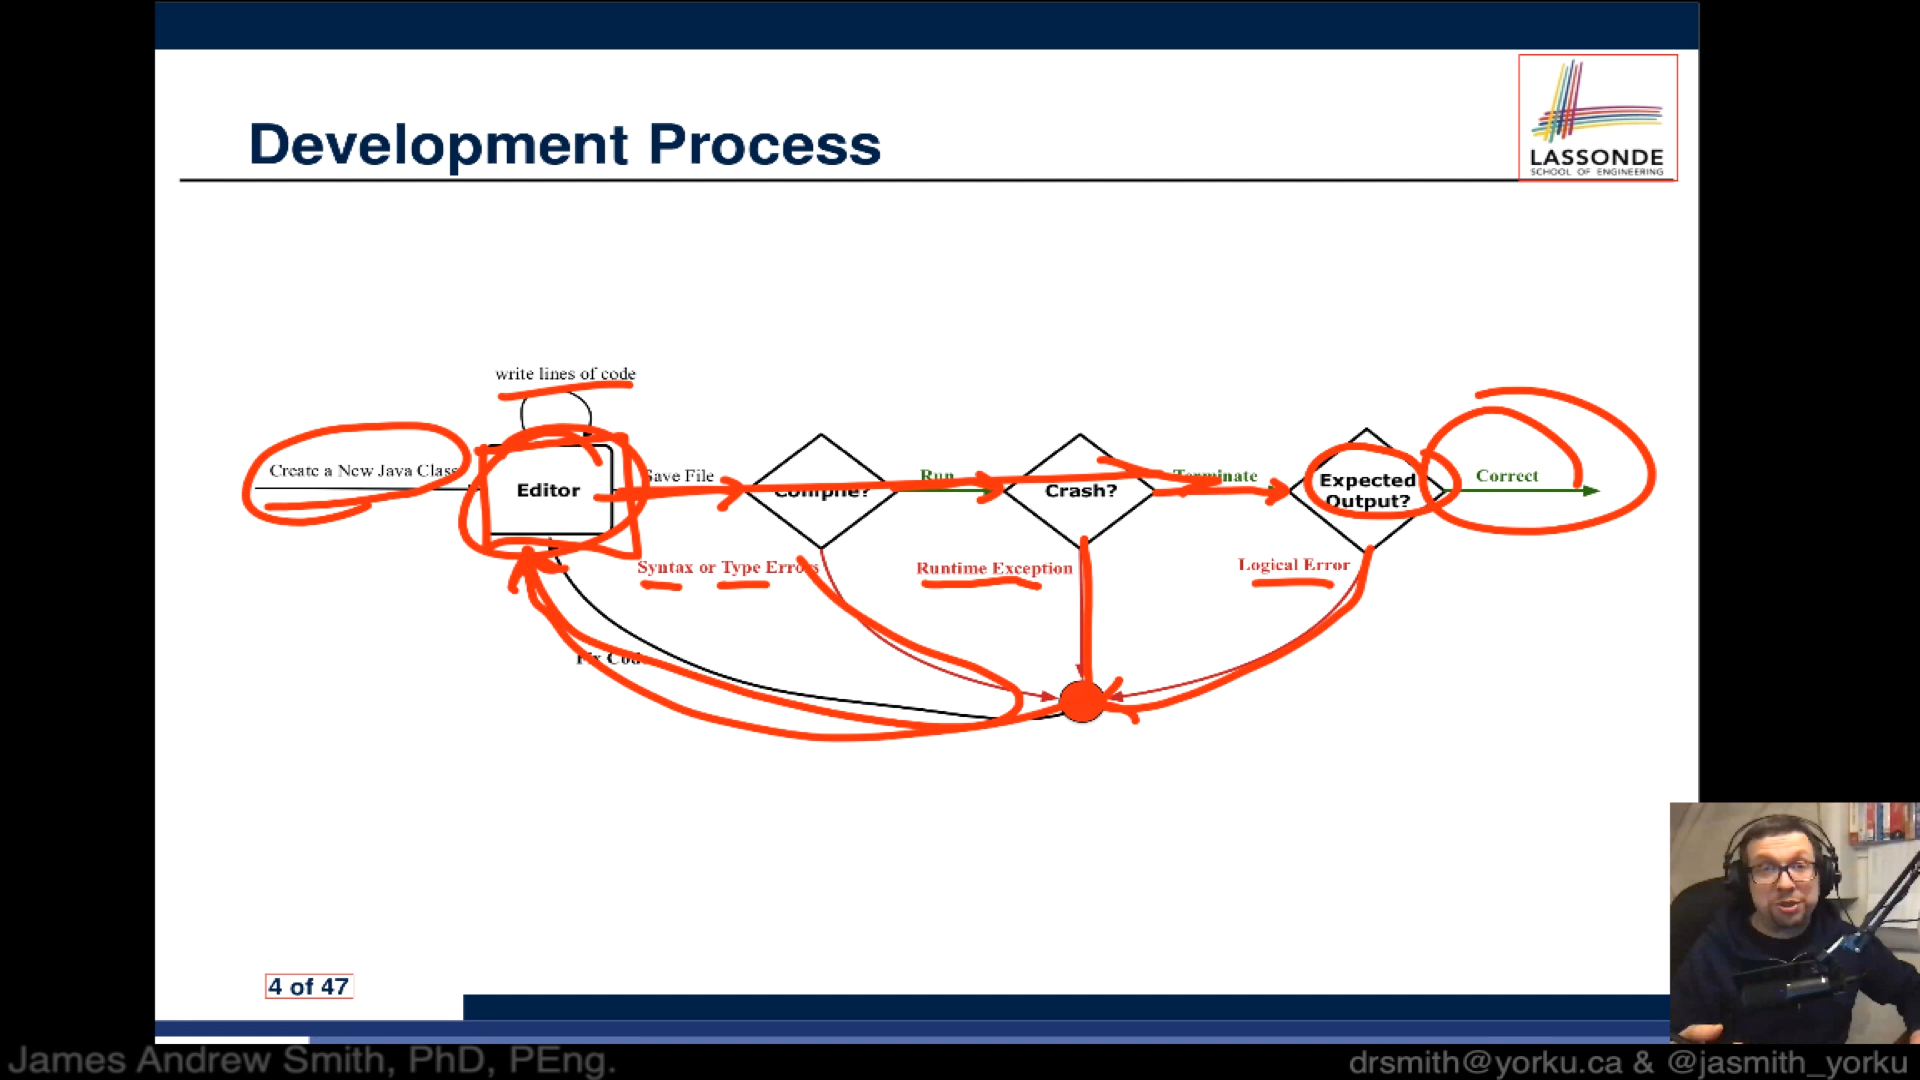 Development Process
LASSONDE
SCHOOL OF ENGINEERING
write lines of code
Create a New Java Class
Editor
Save File
Compile?
Run
Crash?
Terminate
Expected
Output?
Correct
Syntax or Type Errors
Runtime Exception
Logical Error
Fix Code
4 of 47
James Andrew Smith, PhD, PEng.
drsmith@yorku.ca & @jasmith_yorku